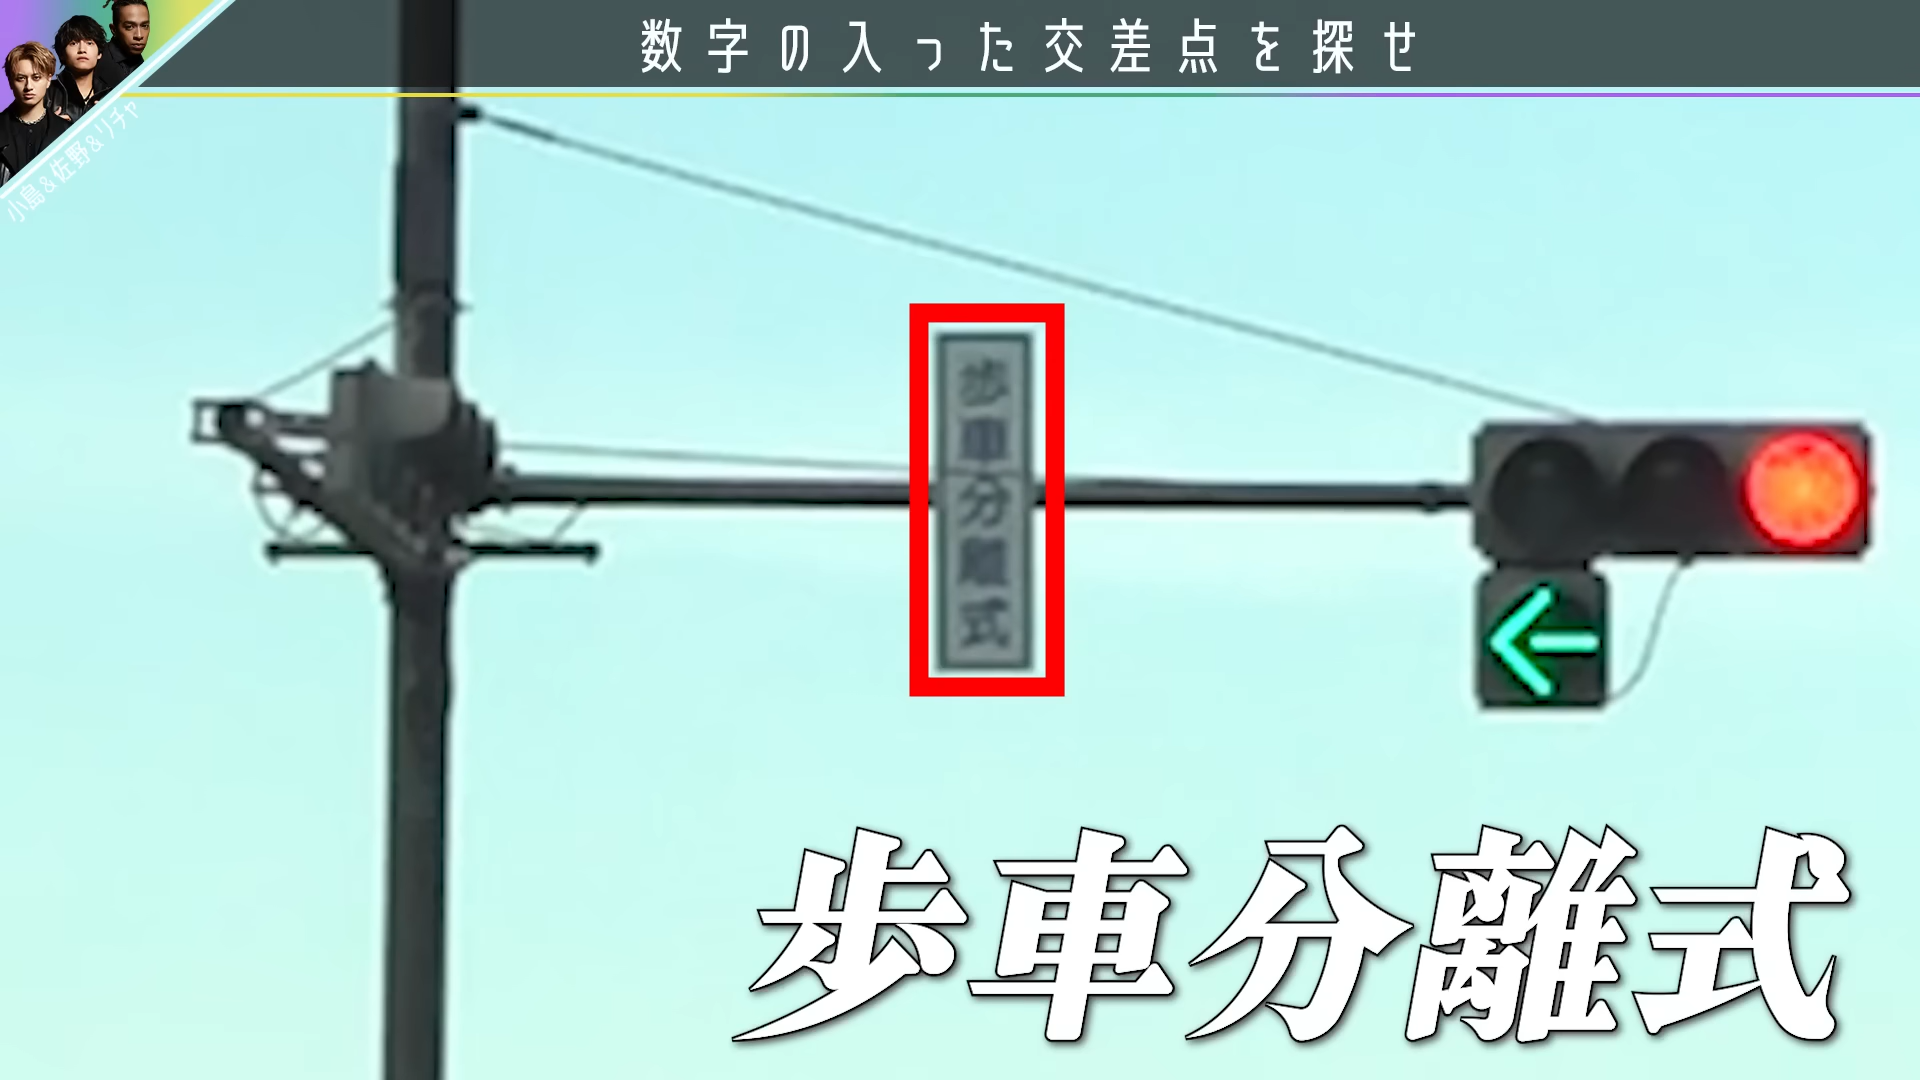 数字の入った交差点を探せ
小島&佐野&リチャ
歩車分離式
歩車分離式